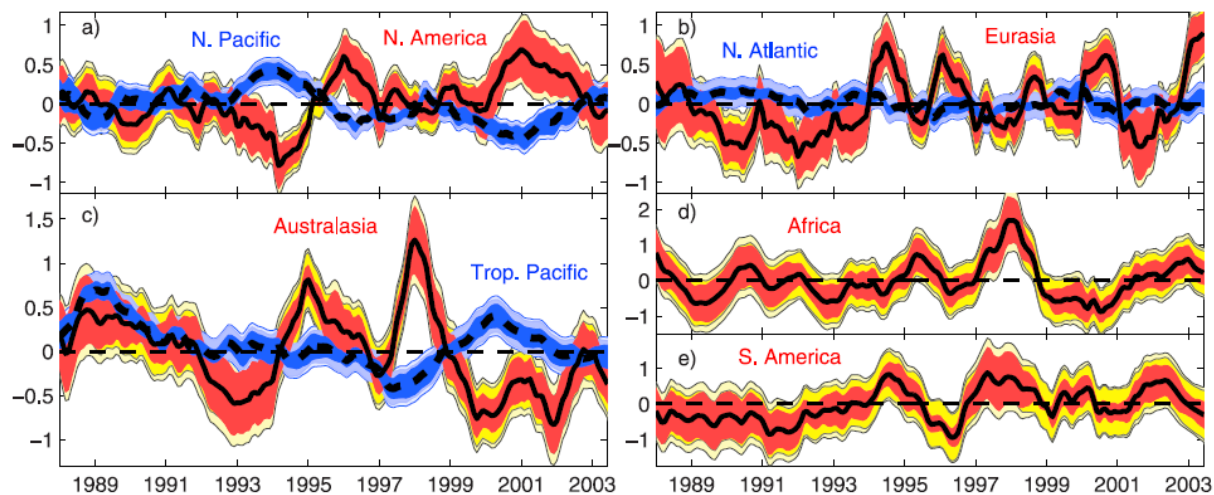 a) N. Pacific N. America
1
0.5
0
−0.5
−1
b) N. Atlantic Eurasia
1
0.5
0
−0.5
−1
c) Australasia
Trop. Pacific
1.5
1
0.5
0
−0.5
−1
1989 1991 1993 1995 1997 1999 2001 2003
d) Africa
2
1
0
−1
e) S. America
1
0
−1
1989 1991 1993 1995 1997 1999 2001 2003